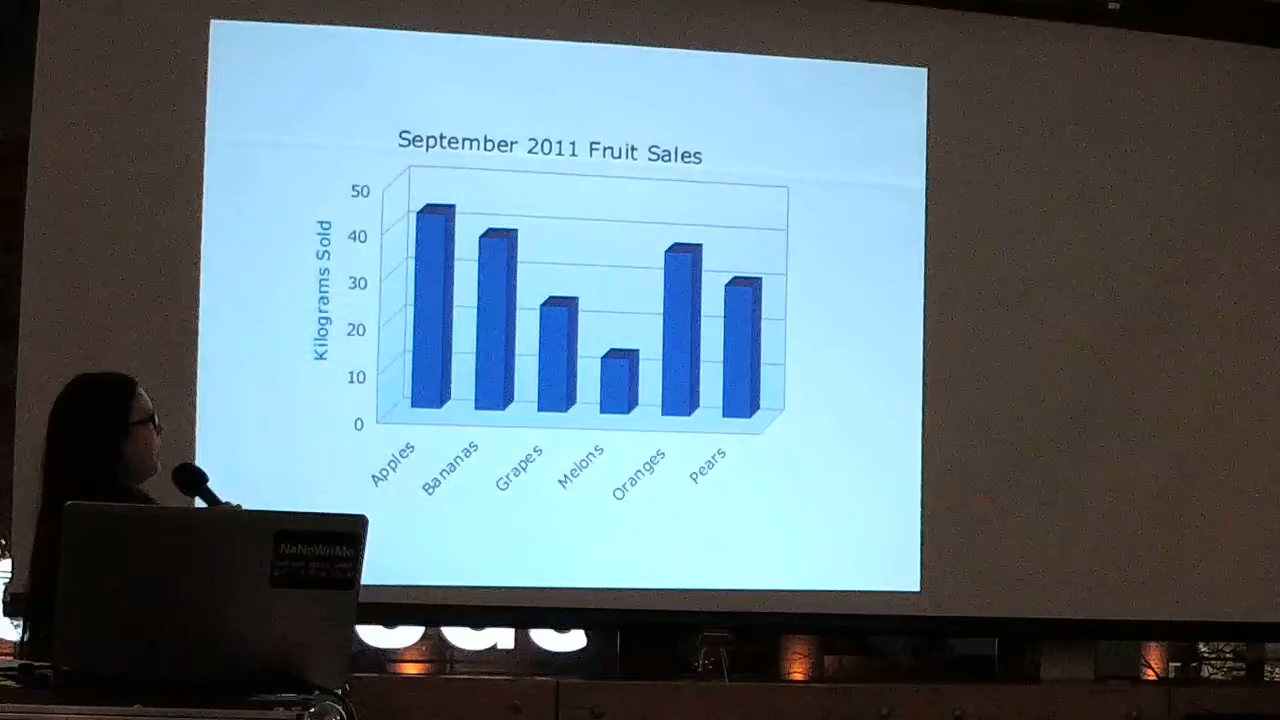 September 2011 Fruit Sales
Kilograms Sold
50
40
30
20
10
0
Apples
Bananas
Grapes
Melons
Oranges
Pears
NaNoWriMo